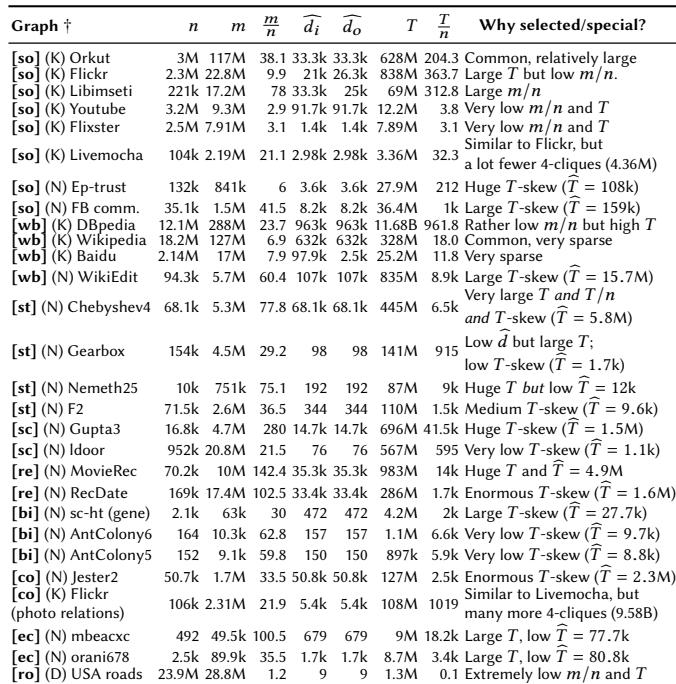 Graph † n m m/n d̂i d̂o T T/n Why selected/special?
[so] (K) Orkut 3M 117M 38.1 33.3k 33.3k 628M 204.3 Common, relatively large
[so] (K) Flickr 2.3M 22.8M 9.9 21k 26.3k 838M 363.7 Large T but low m/n.
[so] (K) Libimseti 221k 17.2M 78 33.3k 25k 69M 312.8 Large m/n
[so] (K) Youtube 3.2M 9.3M 2.9 91.7k 91.7k 12.2M 3.8 Very low m/n and T
[so] (K) Flixster 2.5M 7.91M 3.1 1.4k 1.4k 7.89M 3.1 Very low m/n and T
[so] (K) Livemocha 104k 2.19M 21.1 2.98k 2.98k 3.36M 32.3 Similar to Flickr, but
a lot fewer 4-cliques (4.36M)
[so] (N) Ep-trust 132k 841k 6 3.6k 3.6k 27.9M 212 Huge T-skew (T̂ = 108k)
[so] (N) FB comm. 35.1k 1.5M 41.5 8.2k 8.2k 36.4M 1k Large T-skew (T̂ = 159k)
[wb] (K) DBpedia 12.1M 288M 23.7 963k 963k 11.68B 961.8 Rather low m/n but high T
[wb] (K) Wikipedia 18.2M 127M 6.9 632k 632k 328M 18.0 Common, very sparse
[wb] (K) Baidu 2.14M 17M 7.9 97.9k 2.5k 25.2M 11.8 Very sparse
[wb] (N) WikiEdit 94.3k 5.7M 60.4 107k 107k 835M 8.9k Large T-skew (T̂ = 15.7M)
[st] (N) Chebyshev4 68.1k 5.3M 77.8 68.1k 68.1k 445M 6.5k Very large T and T/n
and T-skew (T̂ = 5.8M)
[st] (N) Gearbox 154k 4.5M 29.2 98 98 141M 915 Low d̂ but large T;
low T-skew (T̂ = 1.7k)
[st] (N) Nemeth25 10k 751k 75.1 192 192 87M 9k Huge T but low T̂ = 12k
[st] (N) F2 71.5k 2.6M 36.5 344 344 110M 1.5k Medium T-skew (T̂ = 9.6k)
[sc] (N) Gupta3 16.8k 4.7M 280 14.7k 14.7k 696M 41.5k Huge T-skew (T̂ = 1.5M)
[sc] (N) ldoor 952k 20.8M 21.5 76 76 567M 595 Very low T-skew (T̂ = 1.1k)
[re] (N) MovieRec 70.2k 10M 142.4 35.3k 35.3k 983M 14k Huge T and T̂ = 4.9M
[re] (N) RecDate 169k 17.4M 102.5 33.4k 33.4k 286M 1.7k Enormous T-skew (T̂ = 1.6M)
[bi] (N) sc-ht (gene) 2.1k 63k 30 472 472 4.2M 2k Large T-skew (T̂ = 27.7k)
[bi] (N) AntColony6 164 10.3k 62.8 157 157 1.1M 6.6k Very low T-skew (T̂ = 9.7k)
[bi] (N) AntColony5 152 9.1k 59.8 150 150 897k 5.9k Very low T-skew (T̂ = 8.8k)
[co] (N) Jester2 50.7k 1.7M 33.5 50.8k 50.8k 127M 2.5k Enormous T-skew (T̂ = 2.3M)
[co] (K) Flickr
(photo relations) 106k 2.31M 21.9 5.4k 5.4k 108M 1019 Similar to Livemocha, but
many more 4-cliques (9.58B)
[ec] (N) mbeacxc 492 49.5k 100.5 679 679 9M 18.2k Large T, low T̂ = 77.7k
[ec] (N) orani678 2.5k 89.9k 35.5 1.7k 1.7k 8.7M 3.4k Large T, low T̂ = 80.8k
[ro] (D) USA roads 23.9M 28.8M 1.2 9 9 1.3M 0.1 Extremely low m/n and T